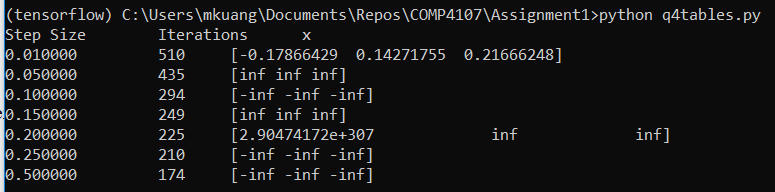 (tensorflow) C:\Users\mkuang\Documents\Repos\COMP4107\Assignment1>python q4tables.py
Step Size        Iterations       x
0.010000         510     [-0.17866429  0.14271755  0.21666248]
0.050000         435     [inf inf inf]
0.100000         294     [-inf -inf -inf]
0.150000         249     [inf inf inf]
0.200000         225     [2.90474172e+307            inf            inf]
0.250000         210     [-inf -inf -inf]
0.500000         174     [-inf -inf -inf]